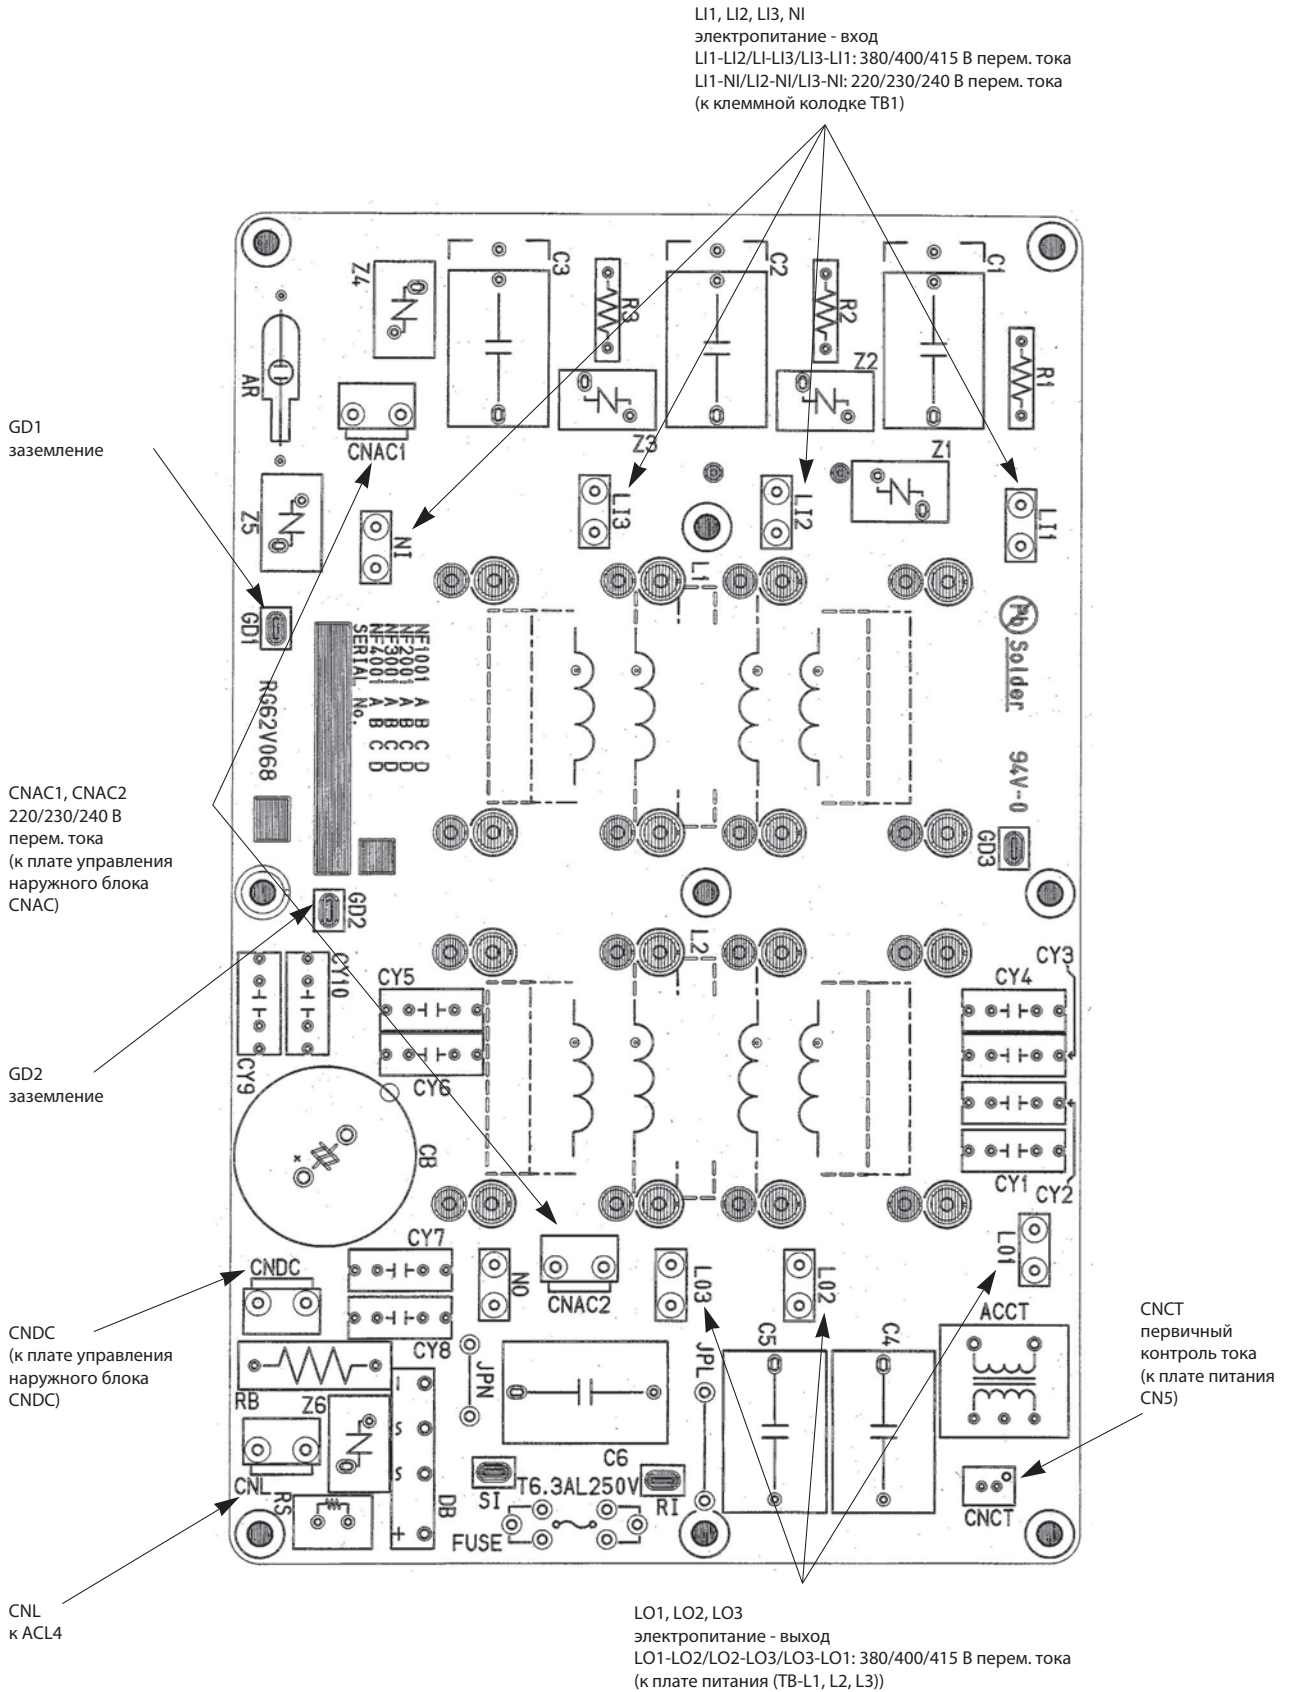 LI1, LI2, LI3, NI
электропитание - вход
LI1-LI2/LI-LI3/LI3-LI1: 380/400/415 В перем. тока
LI1-NI/LI2-NI/LI3-NI: 220/230/240 В перем. тока
(к клеммной колодке TB1)
C3
C2
C1
Z4
R3
R2
R1
AR
Z2
CNAC1
Z3
Z1
GD1
заземление
Z5
NI
LI3
LI2
LI1
L1
GD1
NF1001 A B C D
NF2001 A B C D
NF3001 A B C D
NF4001 A B C D
SERIAL No.
Pb
Solder
RG62V068
94V-0
CNAC1, CNAC2
220/230/240 В
перем. тока
(к плате управления
наружного блока
CNAC)
GD3
GD2
L2
CY3
CY10
CY5
CY4
CY9
CY6
GD2
заземление
CB
CY1
CY2
CY7
LO1
CNDC
NO
CNAC2
LO3
LO2
ACCT
CNDC
(к плате управления
наружного блока
CNDC)
CY8
JPN
JPL
C5
C4
CNCT
первичный
контроль тока
(к плате питания
CN5)
RB
Z6
-
S
S
+
C6
CNL
RS
DB
SI
T6.3AL250V
RI
FUSE
CNCT
CNL
к ACL4
LO1, LO2, LO3
электропитание - выход
LO1-LO2/LO2-LO3/LO3-LO1: 380/400/415 В перем. тока
(к плате питания (TB-L1, L2, L3))